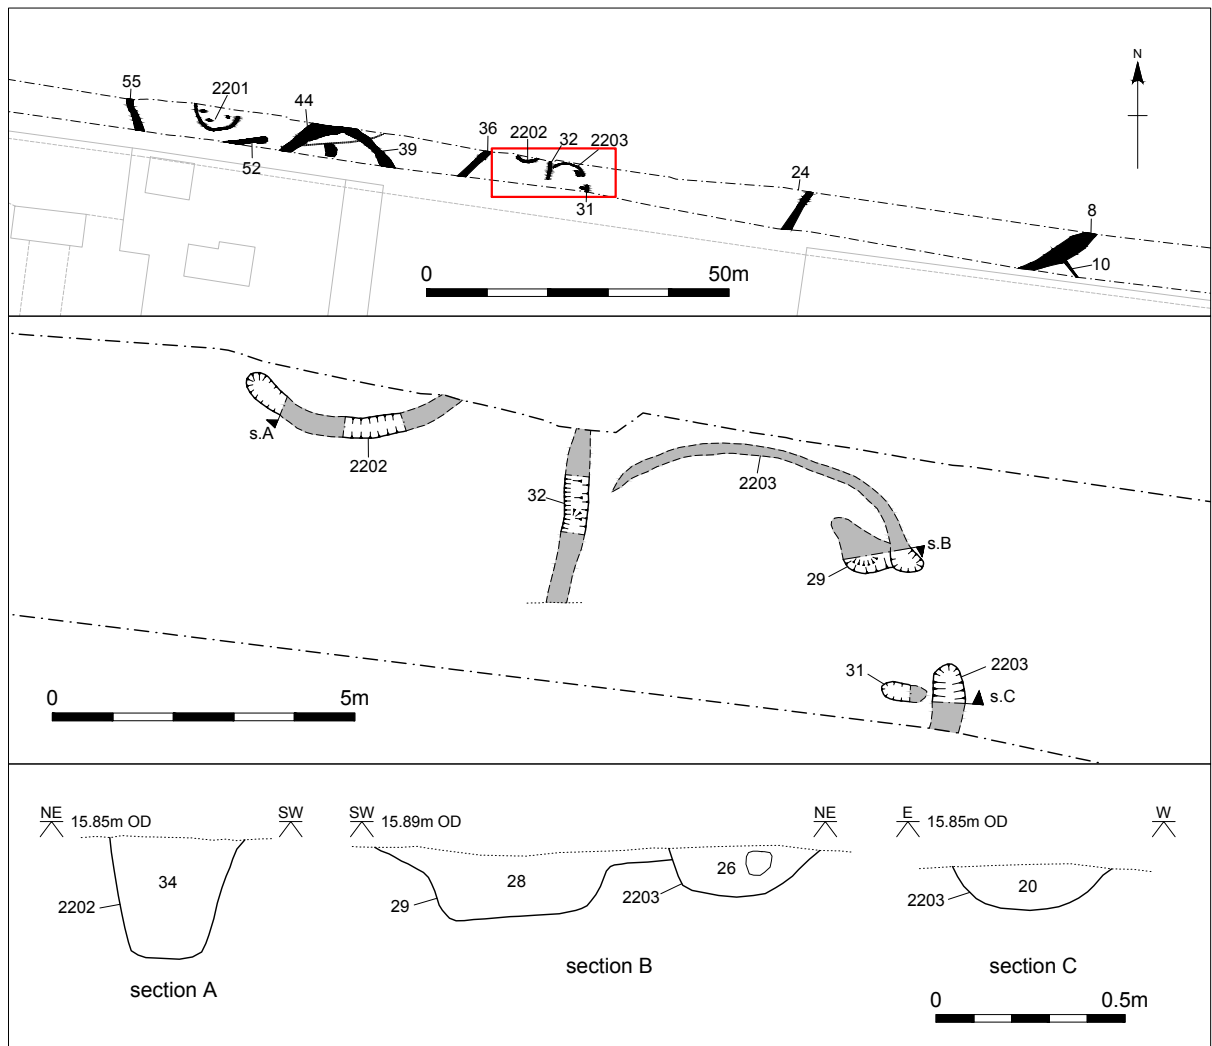 N
55
2201
44
39
52
36
2202
32
2203
31
24
8
10
0 50m
s.A
2202
32
2203
s.B
29
31
2203
s.C
0 5m
NE 15.85m OD SW
34
2202
section A
SW 15.89m OD NE
28
26
29
2203
section B
E 15.85m OD W
20
2203
section C
0 0.5m